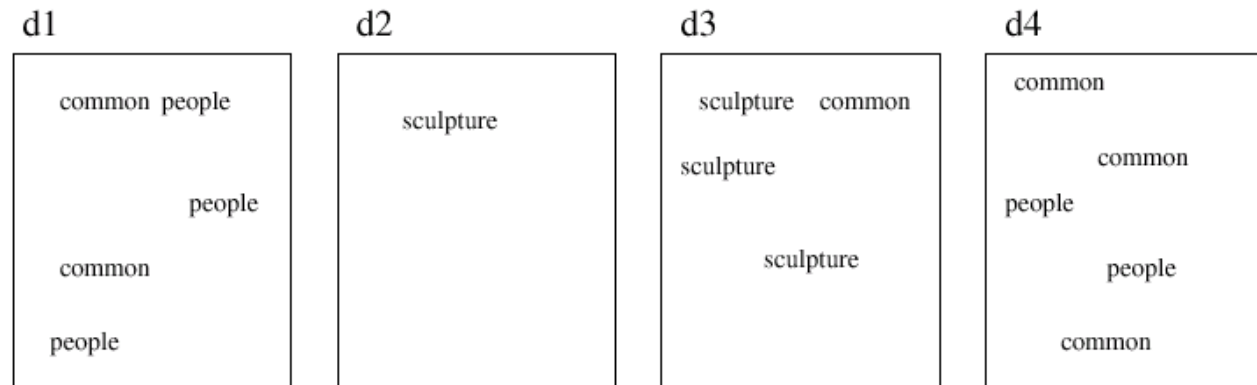 d1
common people
people
common
people
d2
sculpture
d3
sculpture common
sculpture
sculpture
d4
common
common
people
people
common